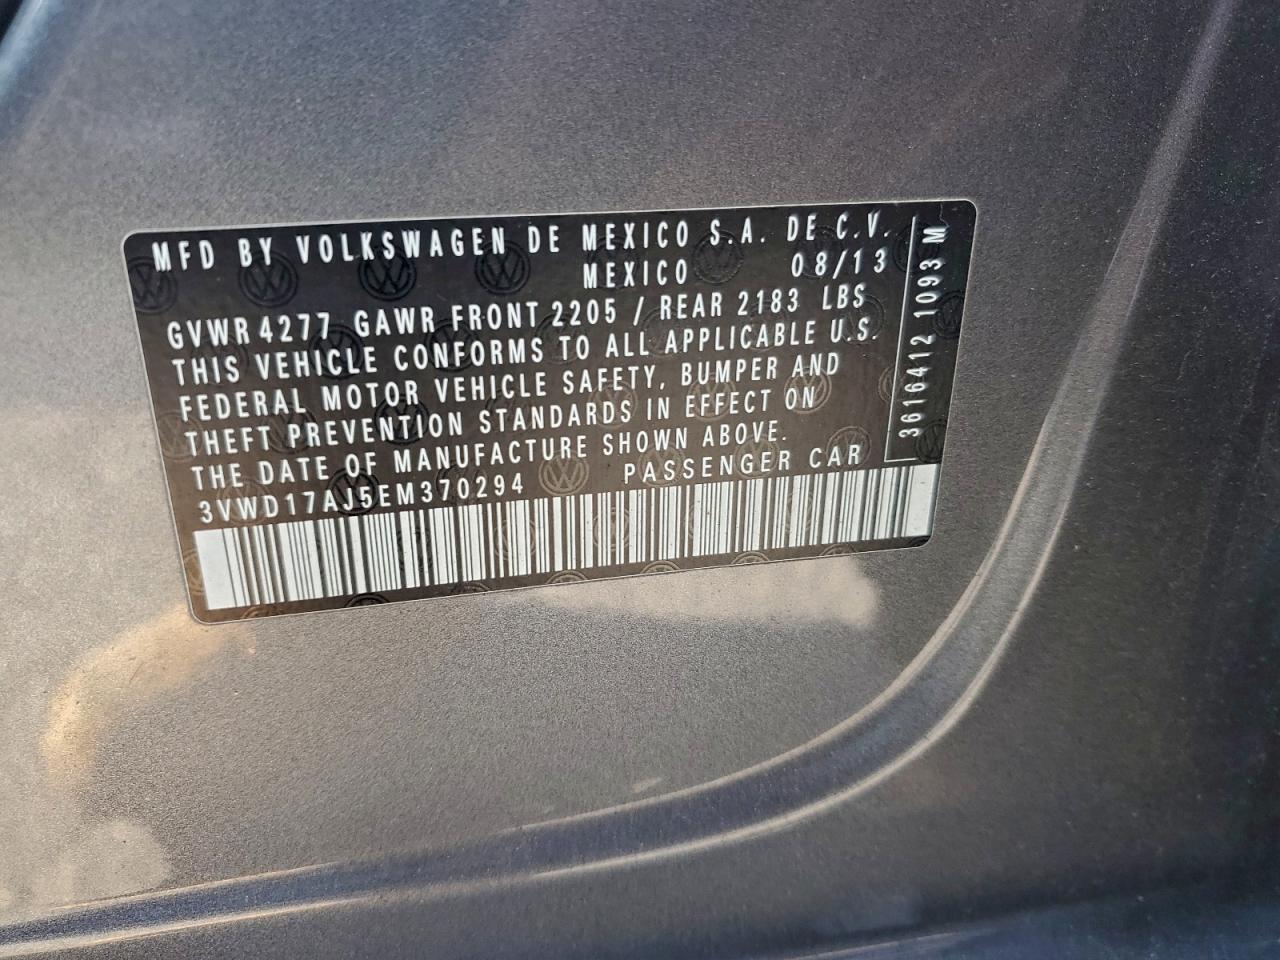 MFD BY VOLKSWAGEN DE MEXICO S.A. DE C.V.
MEXICO 08/13
GVWR 4277 GAWR FRONT 2205 / REAR 2183 LBS
THIS VEHICLE CONFORMS TO ALL APPLICABLE U.S.
FEDERAL MOTOR VEHICLE SAFETY, BUMPER AND
THEFT PREVENTION STANDARDS IN EFFECT ON
THE DATE OF MANUFACTURE SHOWN ABOVE.
3VWD17AJ5EM370294 PASSENGER CAR
3616412 1093 M